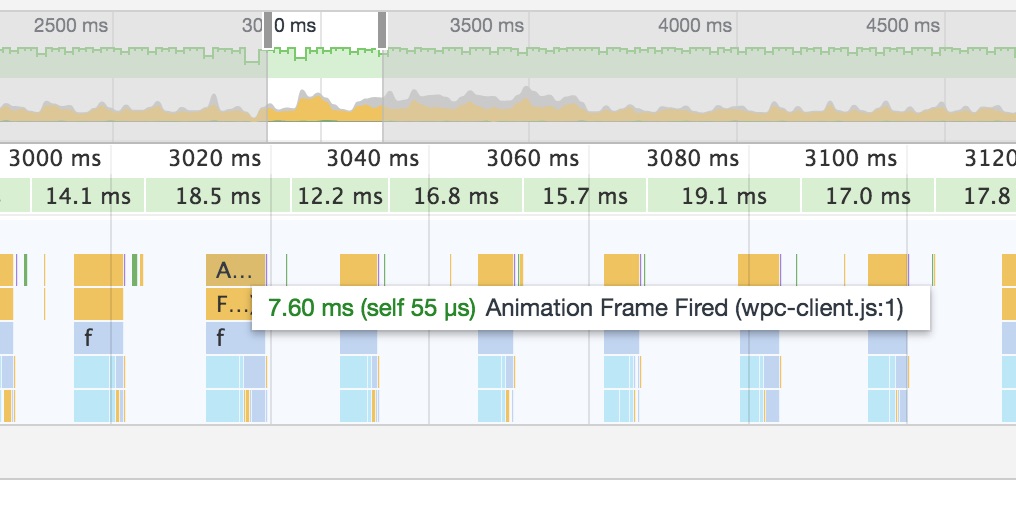 2500 ms 30 0 ms 3500 ms 4000 ms 4500 ms
3000 ms 3020 ms 3040 ms 3060 ms 3080 ms 3100 ms 3120
14.1 ms 18.5 ms 12.2 ms 16.8 ms 15.7 ms 19.1 ms 17.0 ms 17.8
A...
F...
7.60 ms (self 55 μs) Animation Frame Fired (wpc-client.js:1)
f f